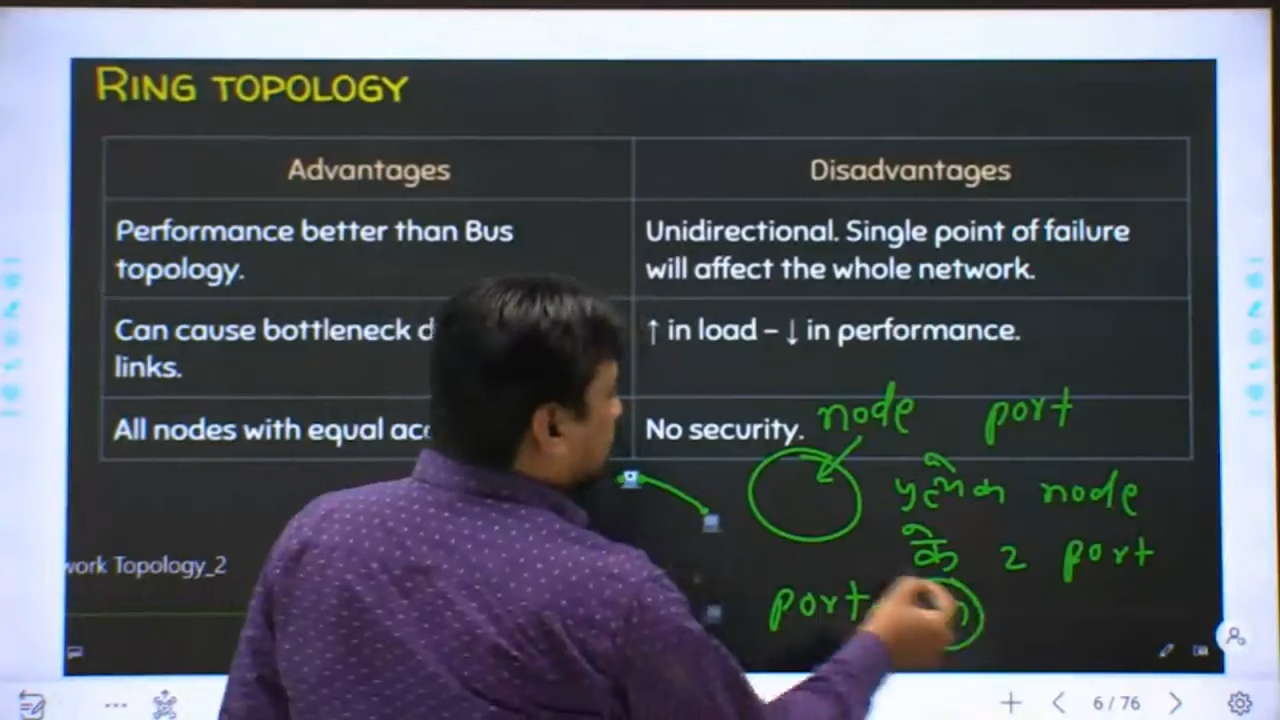 RING TOPOLOGY
Advantages
Disadvantages
Performance better than Bus
topology.
Unidirectional. Single point of failure
will affect the whole network.
Can cause bottleneck
links.
↑ in load – ↓ in performance.
All nodes with equal
No security.
node port
प्रत्येक node
के 2 port
port
work Topology_2
6 / 76